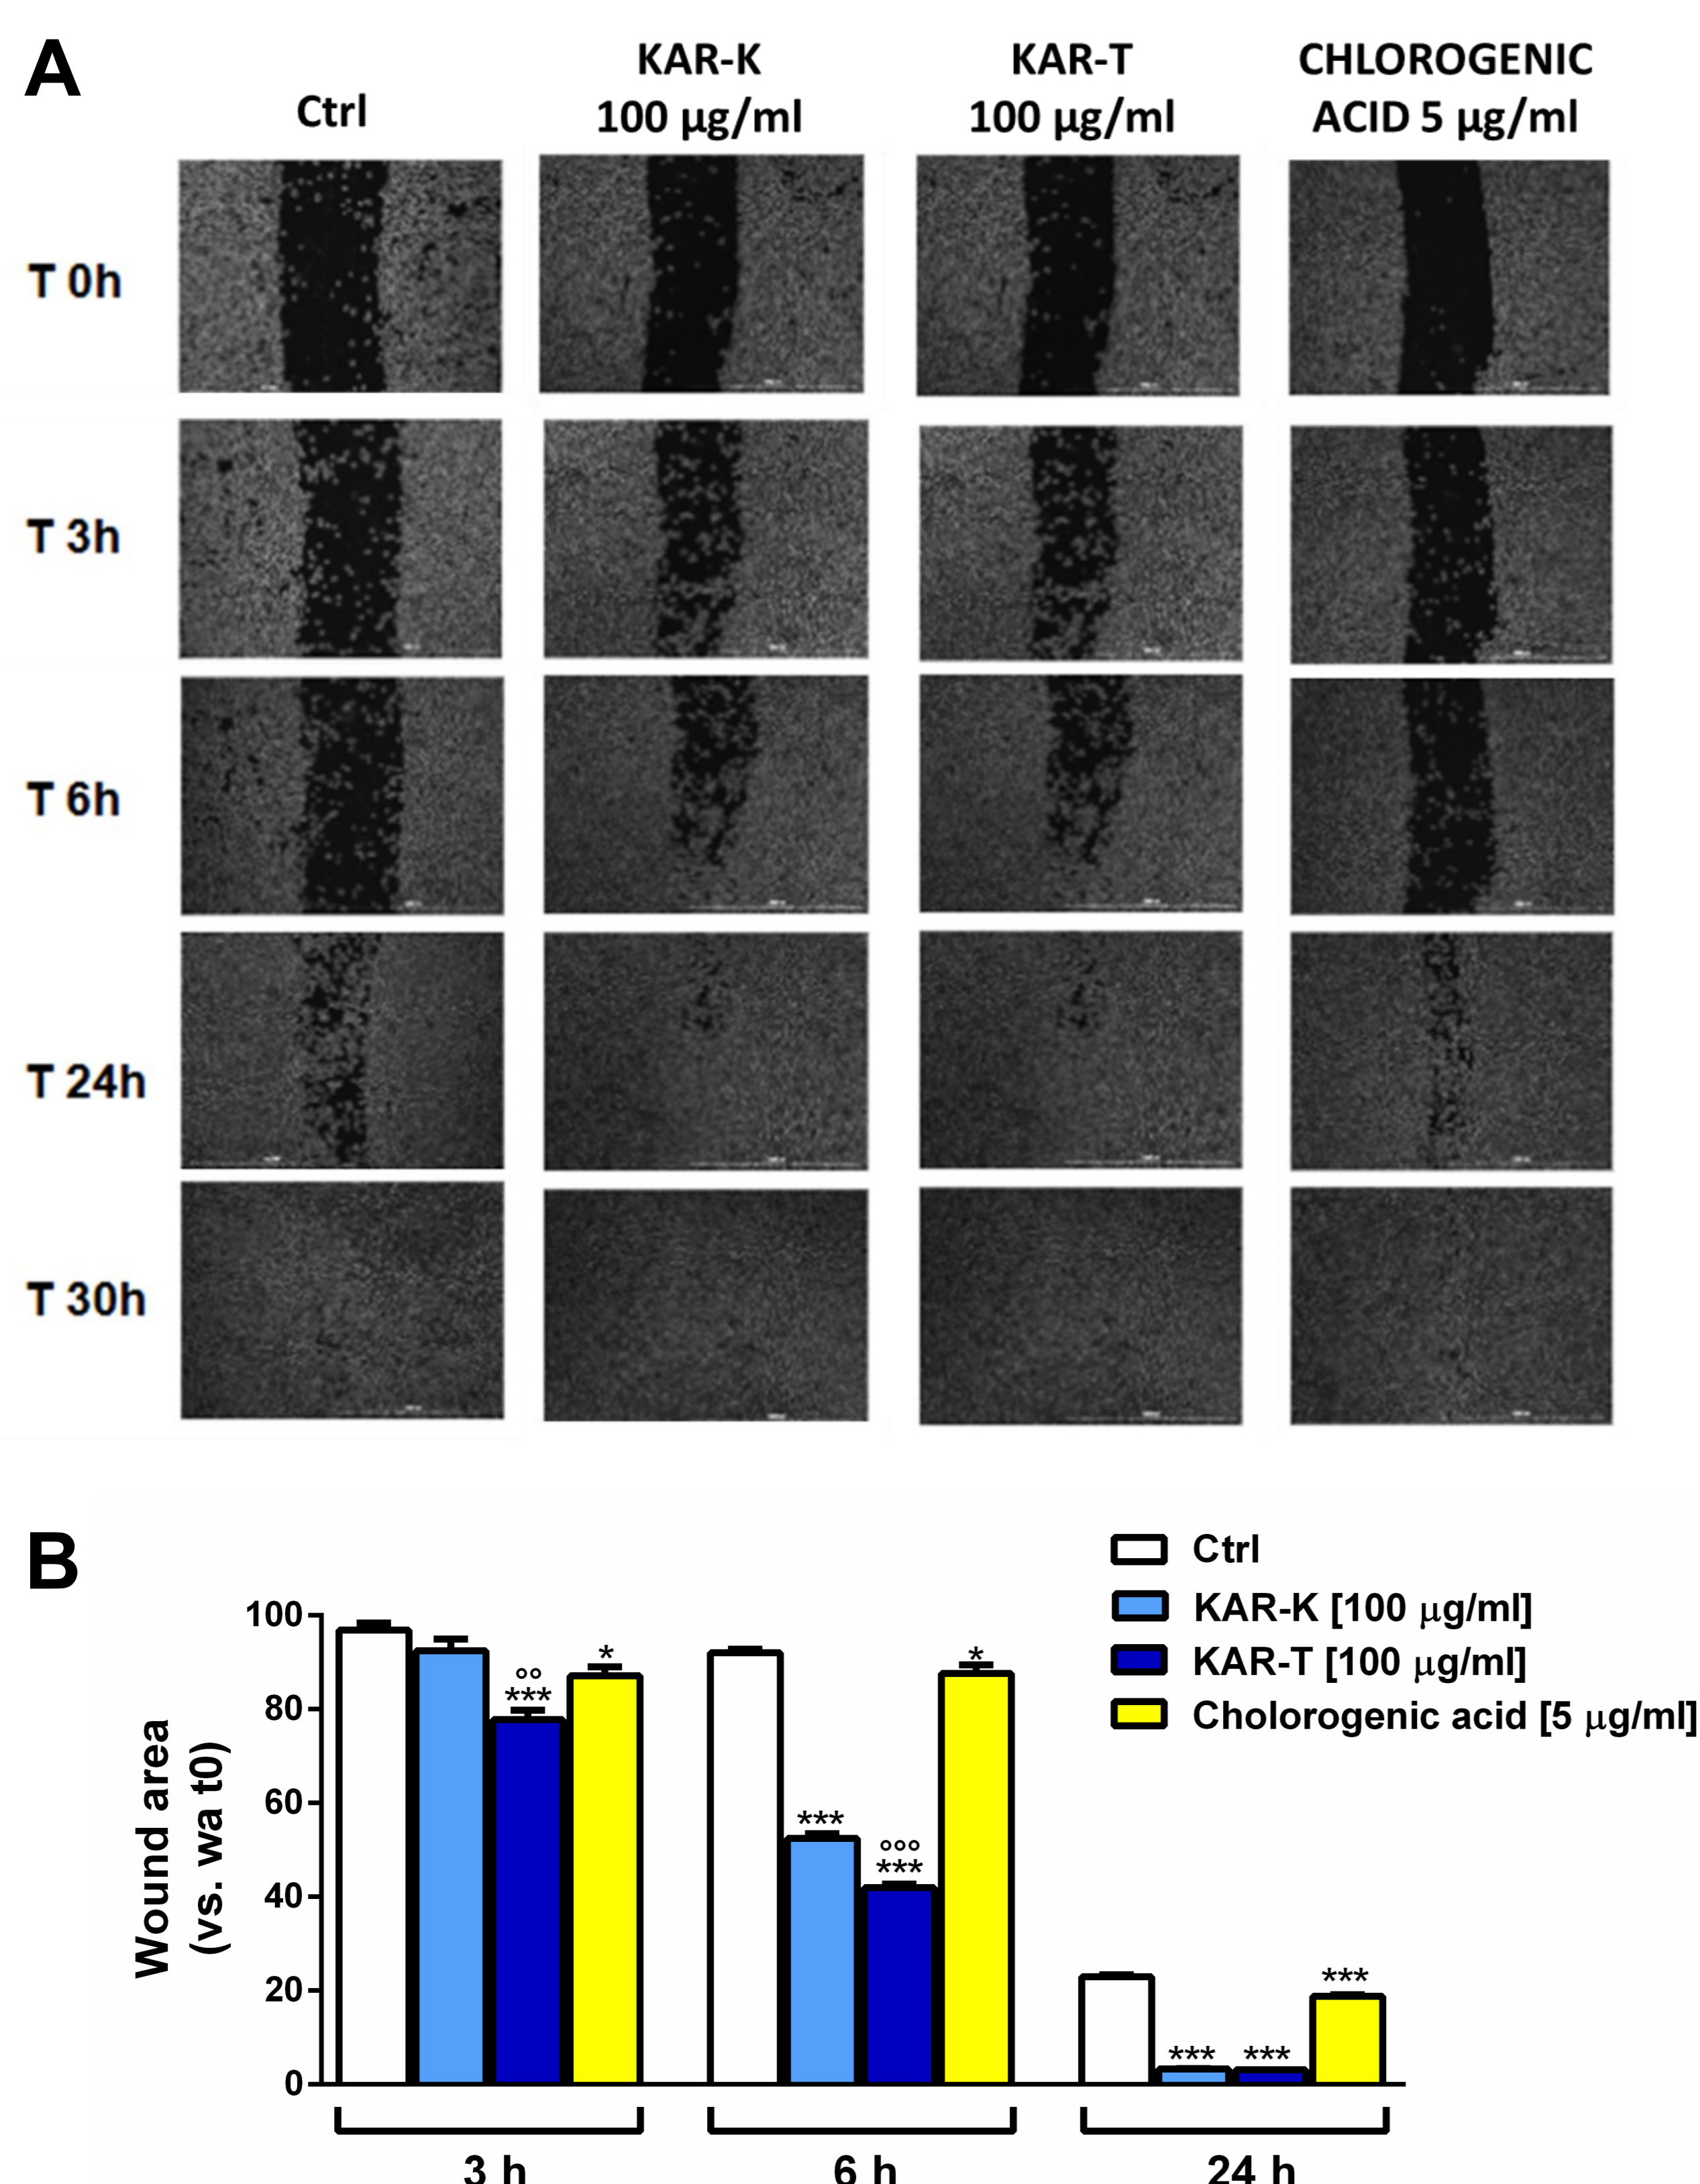 A
Ctrl
KAR-K
100 µg/ml
KAR-T
100 µg/ml
CHLOROGENIC
ACID 5 µg/ml
T 0h
T 3h
T 6h
T 24h
T 30h
B
Ctrl
KAR-K [100 µg/ml]
KAR-T [100 µg/ml]
Cholorogenic acid [5 µg/ml]
Wound area
(vs. wa t0)
100
80
60
40
20
0
°°
***
*
***
°°°
***
*
***
***
***
3 h
6 h
24 h